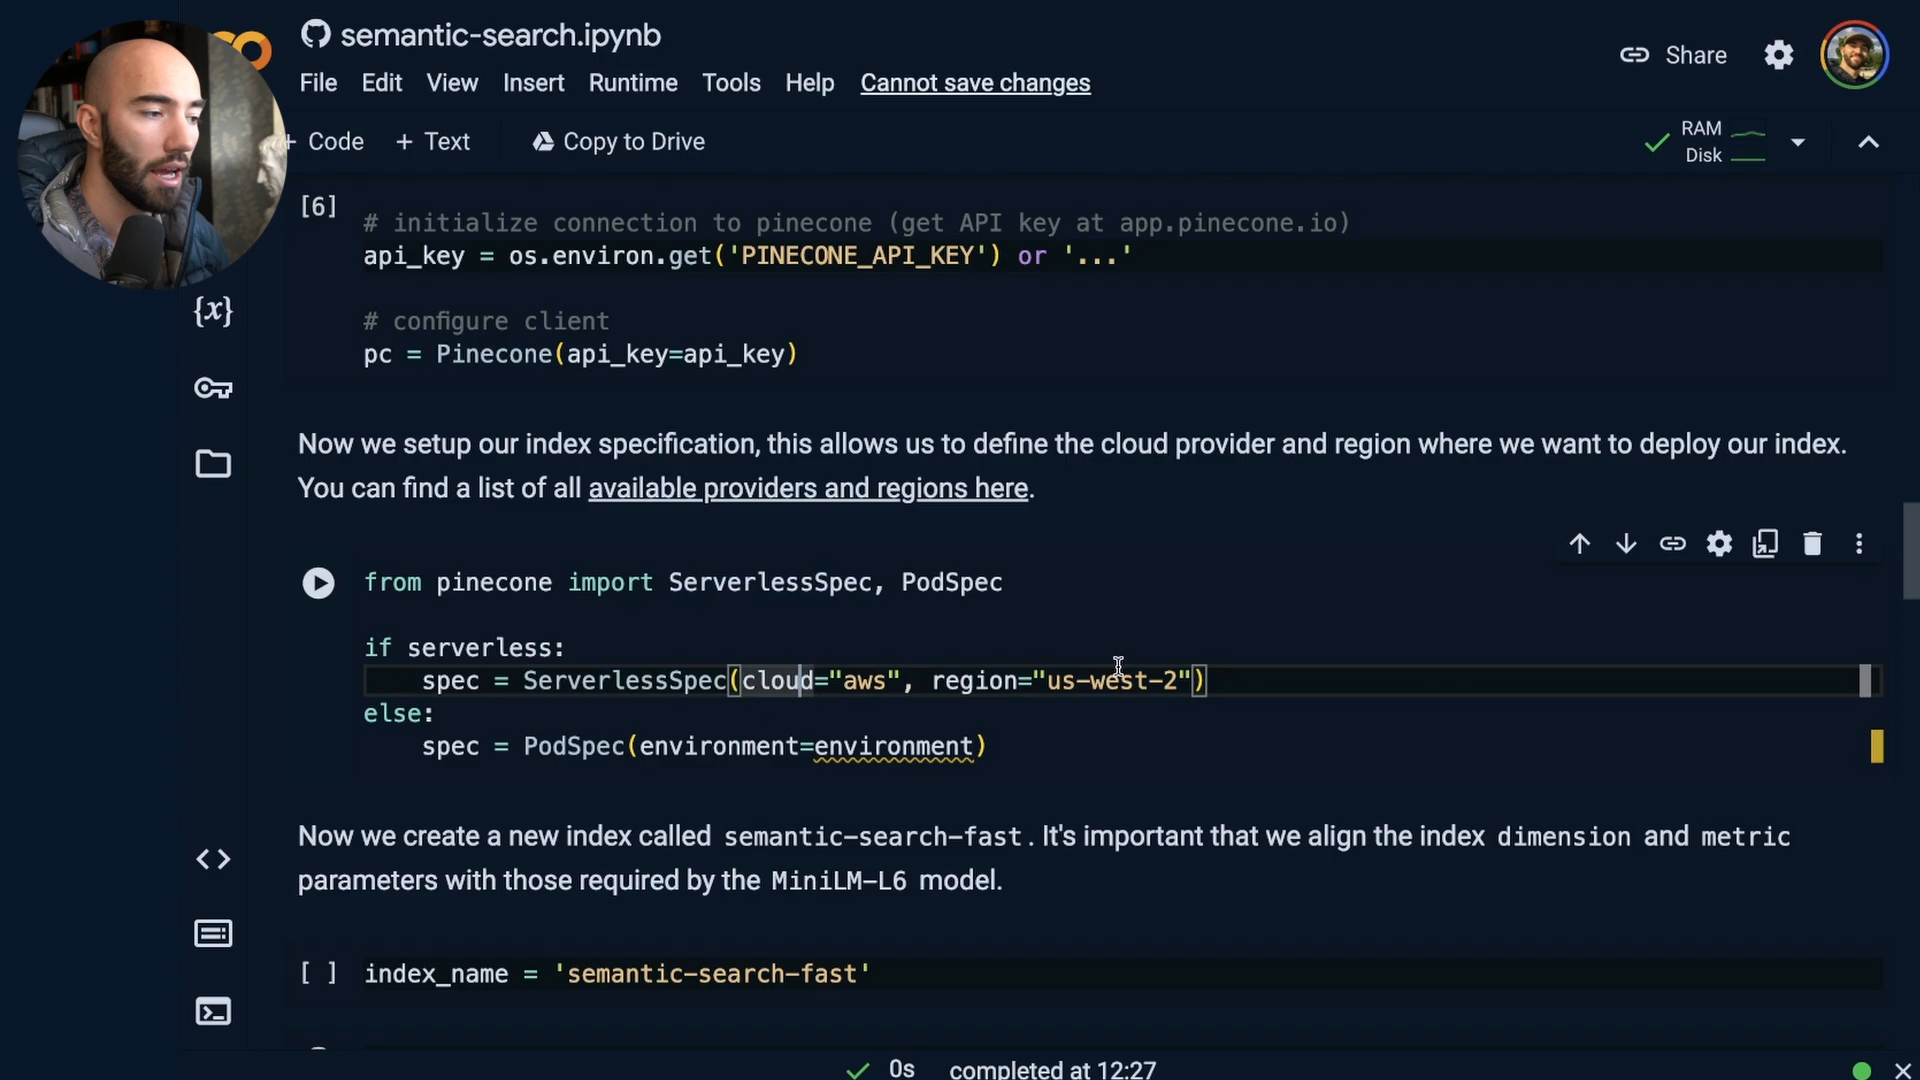 semantic-search.ipynb
Share
File Edit View Insert Runtime Tools Help Cannot save changes
+ Code + Text Copy to Drive
RAM
Disk
[6]
# initialize connection to pinecone (get API key at app.pinecone.io)
api_key = os.environ.get('PINECONE_API_KEY') or '...'
# configure client
pc = Pinecone(api_key=api_key)
{x}
Now we setup our index specification, this allows us to define the cloud provider and region where we want to deploy our index.
You can find a list of all available providers and regions here.
from pinecone import ServerlessSpec, PodSpec
if serverless:
spec = ServerlessSpec(cloud="aws", region="us-west-2")
else:
spec = PodSpec(environment=environment)
Now we create a new index called semantic-search-fast. It's important that we align the index dimension and metric
parameters with those required by the MiniLM-L6 model.
[ ] index_name = 'semantic-search-fast'
0s completed at 12:27